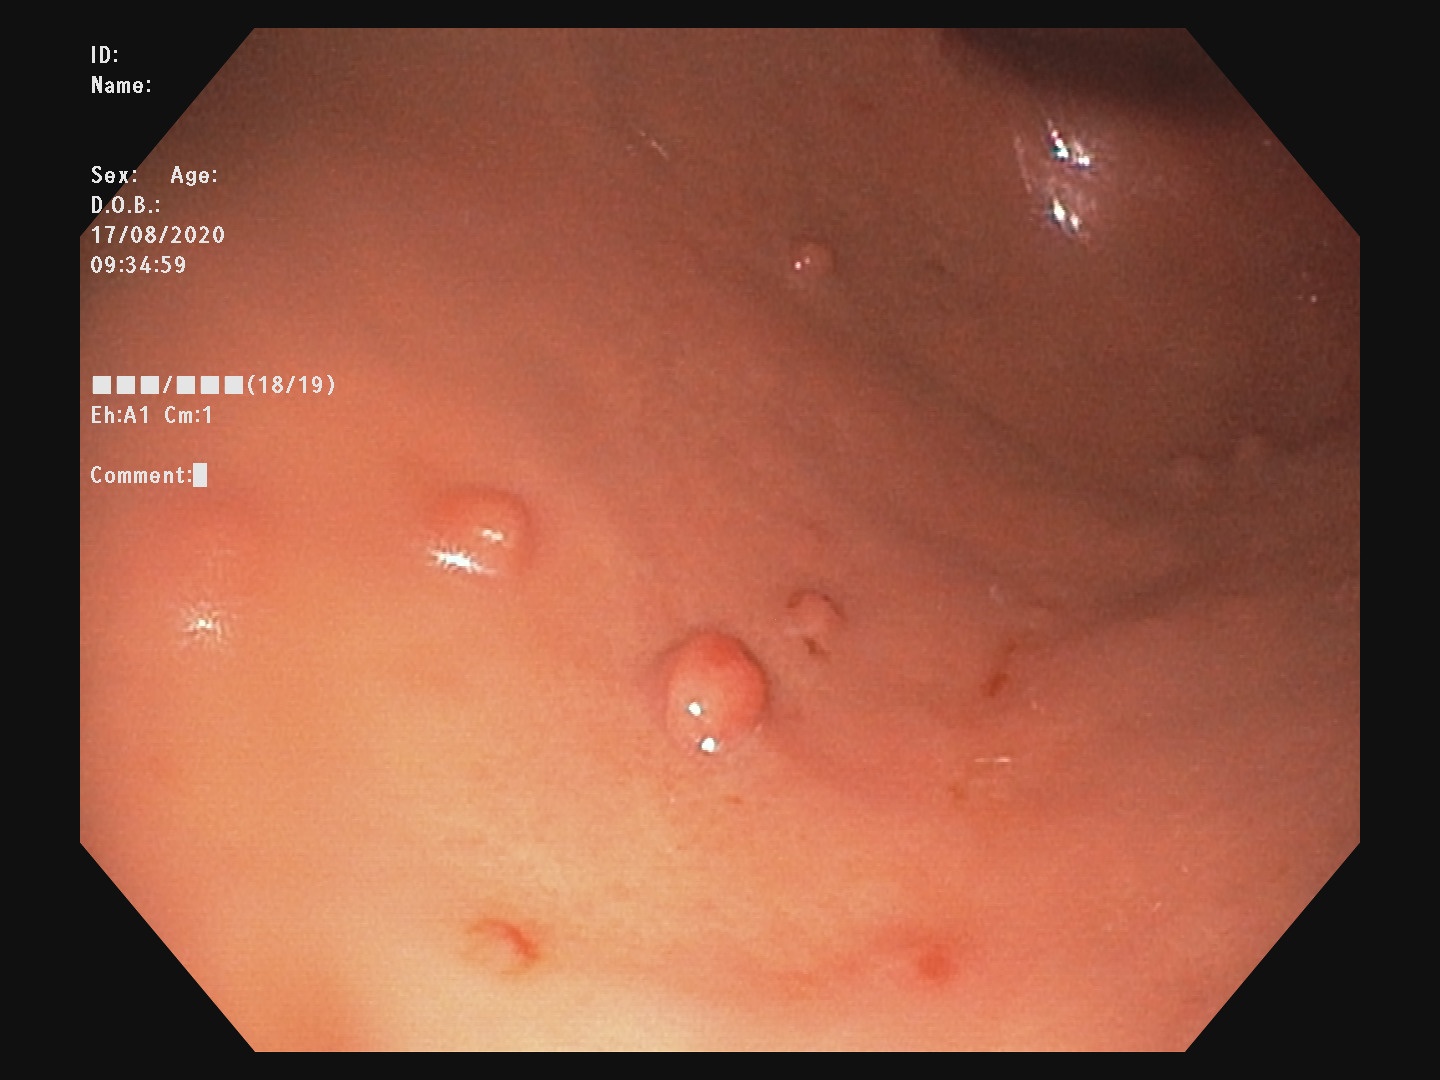 ID:
Name:
Sex: Age:
D.O.B.:
17/08/2020
09:34:59
■■■/■■■(18/19)
Eh:A1 Cm:1
Comment: